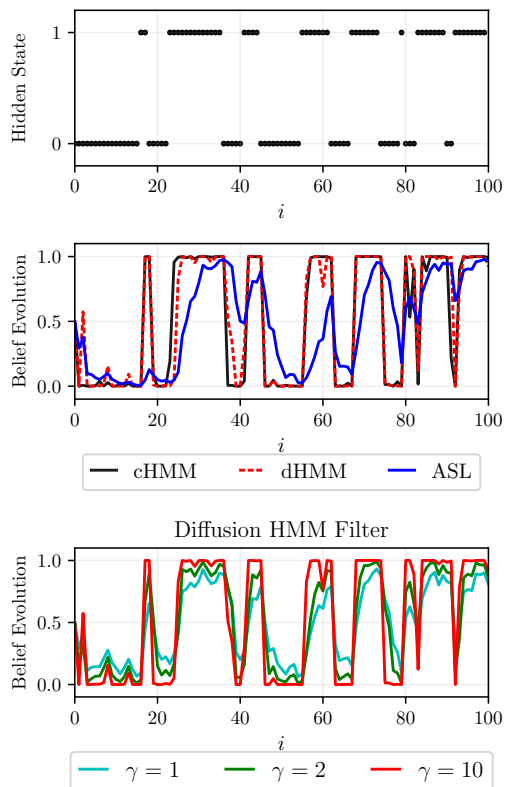 Hidden State
1
0
0 20 40 60 80 100
i
Belief Evolution
1.0
0.5
0.0
0 20 40 60 80 100
i
cHMM dHMM ASL
Diffusion HMM Filter
Belief Evolution
1.0
0.5
0.0
0 20 40 60 80 100
i
γ = 1 γ = 2 γ = 10